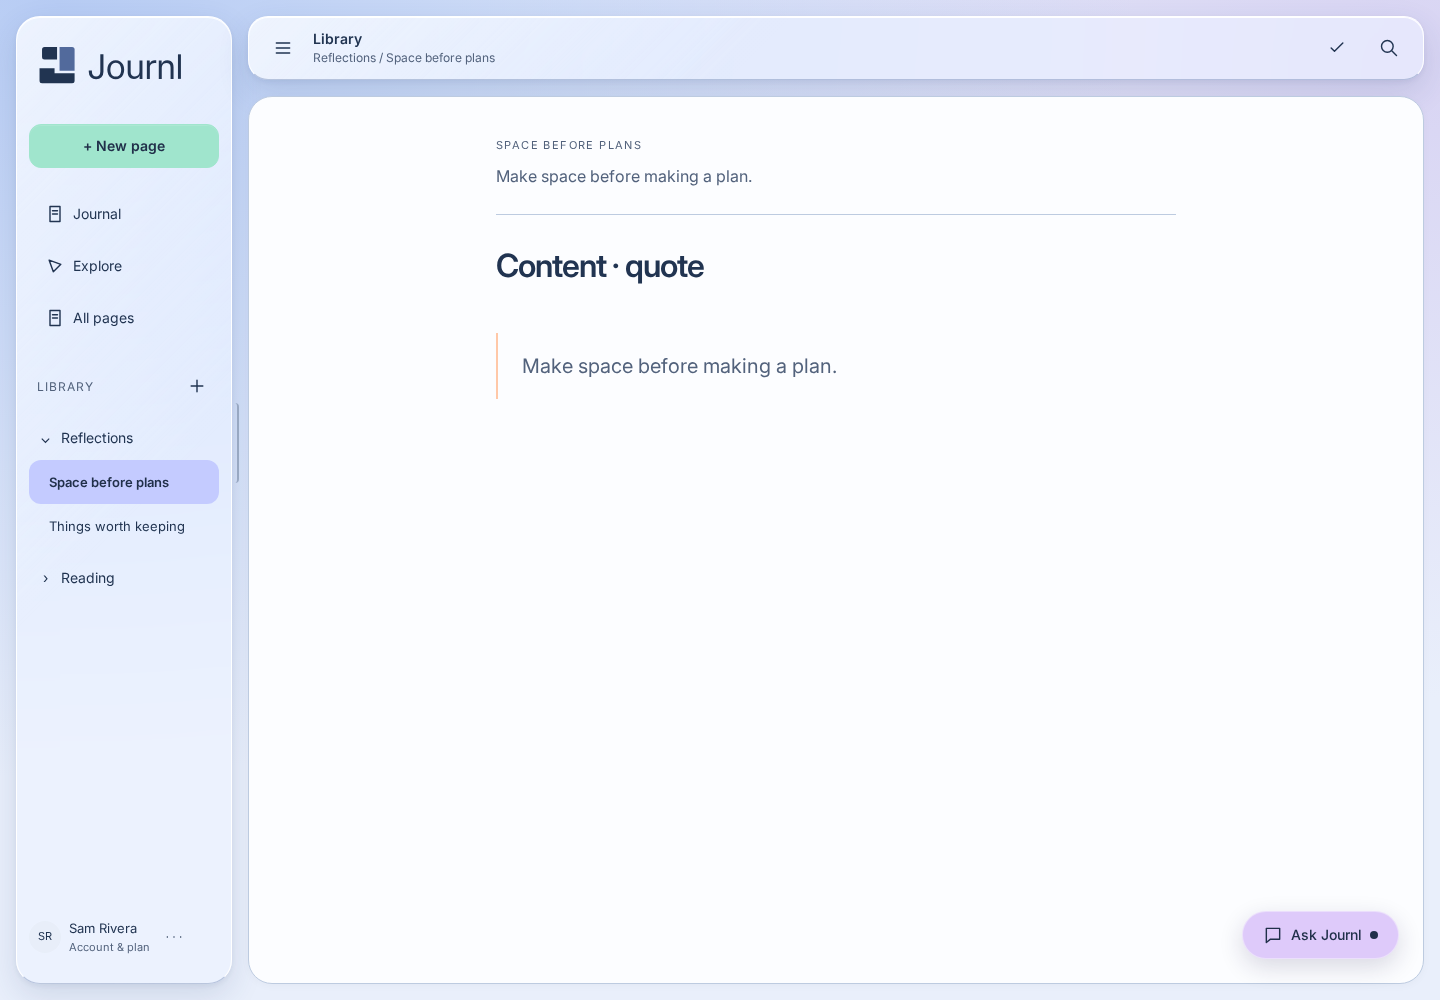 Journl
+ New page
Journal
Explore
All pages
LIBRARY
Reflections
Space before plans
Things worth keeping
Reading
SR
Sam Rivera
Account & plan
Library
Reflections / Space before plans
SPACE BEFORE PLANS
Make space before making a plan.
Content · quote
Make space before making a plan.
Ask Journl